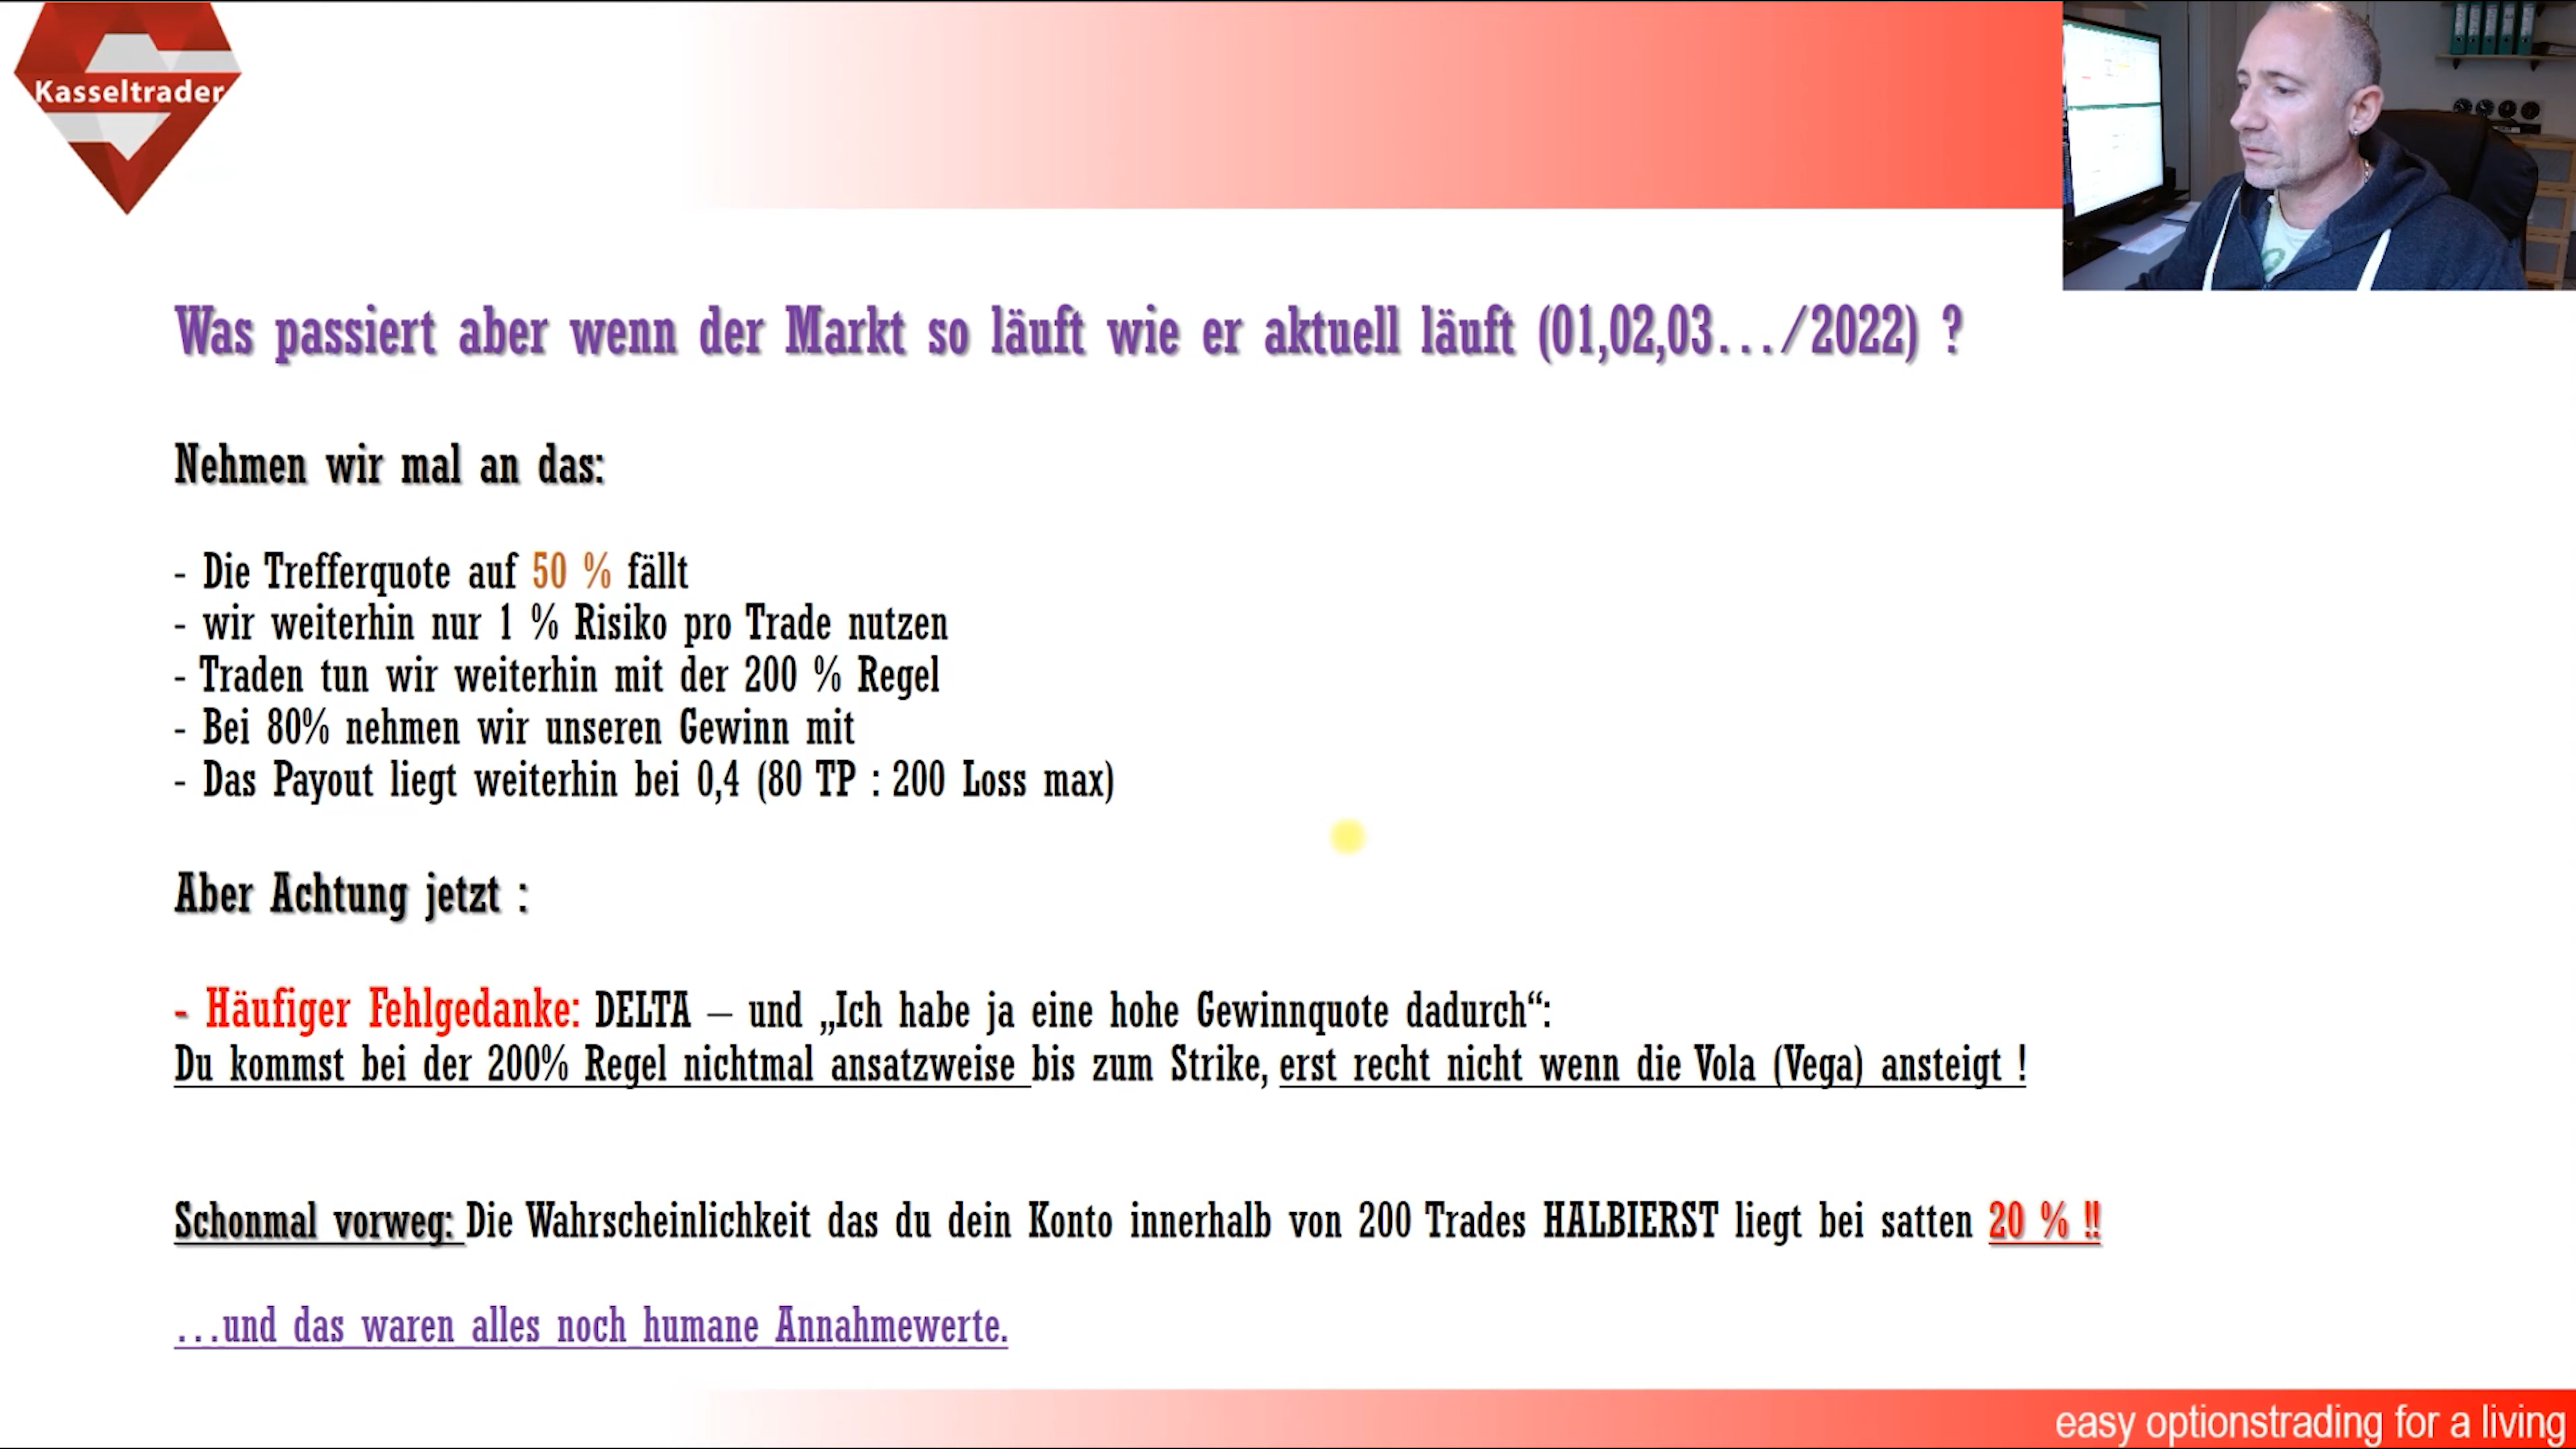 Kasseltrader
Was passiert aber wenn der Markt so läuft wie er aktuell läuft (01,02,03…/2022) ?
Nehmen wir mal an das:
- Die Trefferquote auf 50 % fällt
- wir weiterhin nur 1 % Risiko pro Trade nutzen
- Traden tun wir weiterhin mit der 200 % Regel
- Bei 80% nehmen wir unseren Gewinn mit
- Das Payout liegt weiterhin bei 0,4 (80 TP : 200 Loss max)
Aber Achtung jetzt :
- Häufiger Fehlgedanke: DELTA – und „Ich habe ja eine hohe Gewinnquote dadurch“:
Du kommst bei der 200% Regel nichtmal ansatzweise bis zum Strike, erst recht nicht wenn die Vola (Vega) ansteigt !
Schonmal vorweg: Die Wahrscheinlichkeit das du dein Konto innerhalb von 200 Trades HALBIERST liegt bei satten 20 % !!
…und das waren alles noch humane Annahmewerte.
easy optionstrading for a living